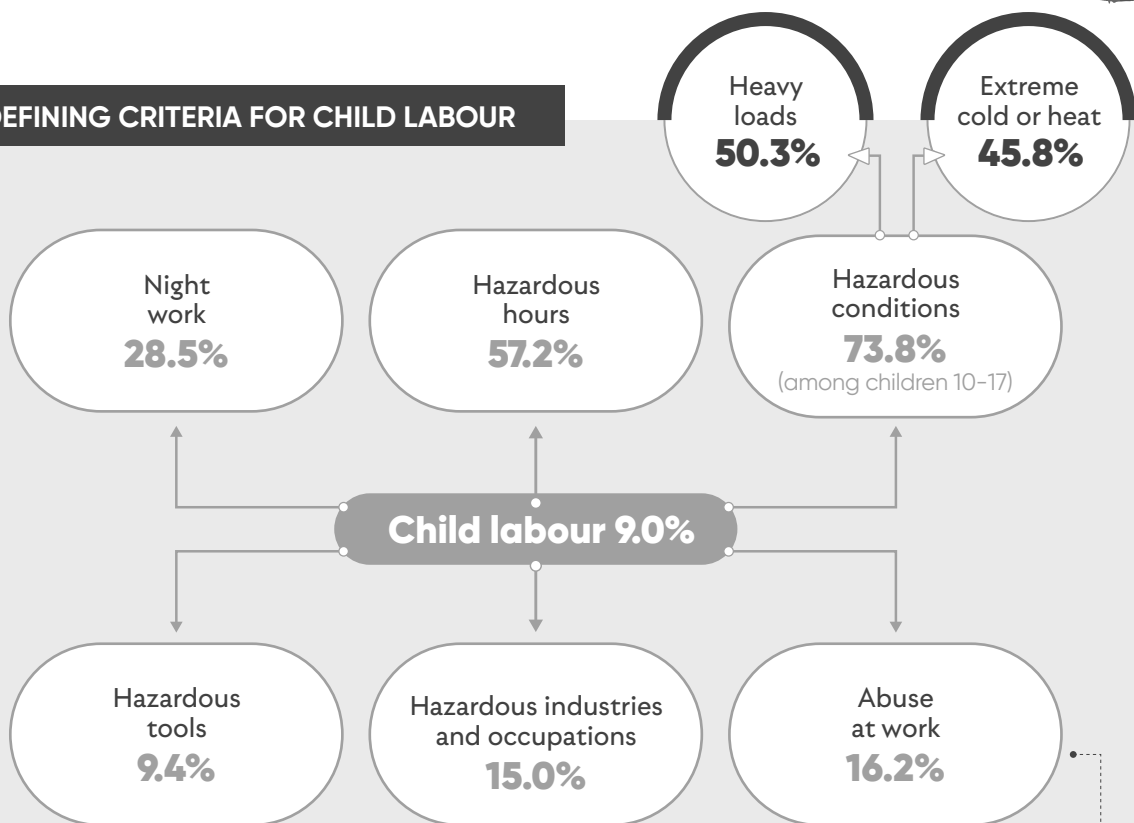 DEFINING CRITERIA FOR CHILD LABOUR
Heavy
loads
50.3%
Extreme
cold or heat
45.8%
Night
work
28.5%
Hazardous
hours
57.2%
Hazardous
conditions
73.8%
(among children 10–17)
Child labour 9.0%
Hazardous
tools
9.4%
Hazardous industries
and occupations
15.0%
Abuse
at work
16.2%